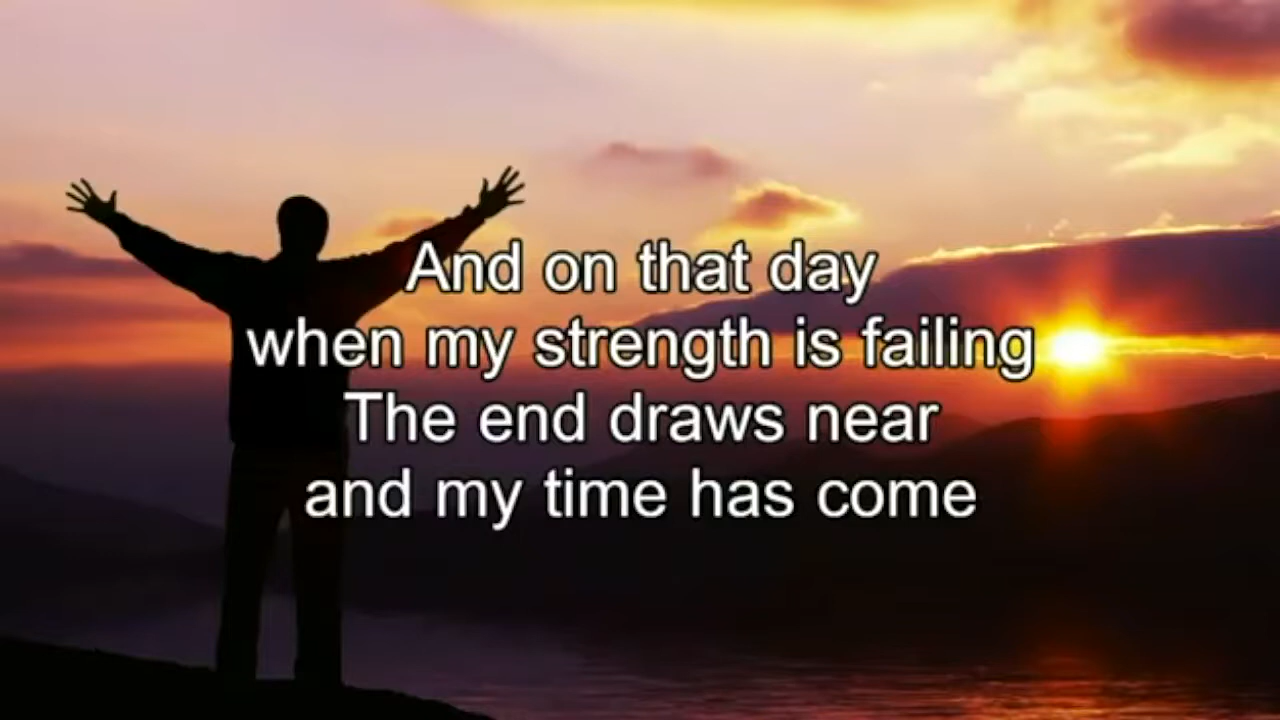 And on that day
when my strength is failing
The end draws near
and my time has come